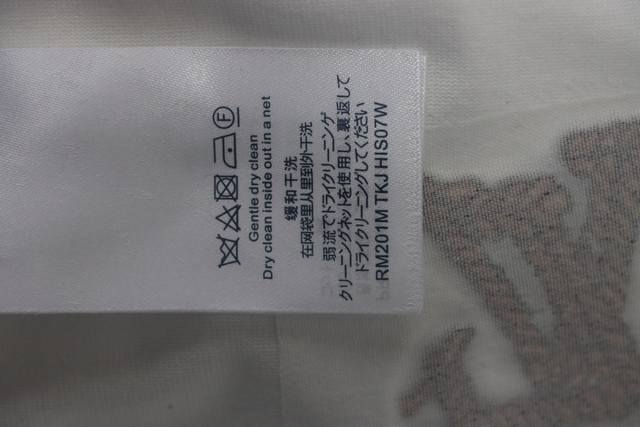 F
Gentle dry clean
Dry clean inside out in a net
缓和干洗
在网袋里从里到外干洗
弱流でドライクリーニング
クリーニングネットを使用し、裏返して
ドライクリーニングしてください
RM201M TKJ HIS07W